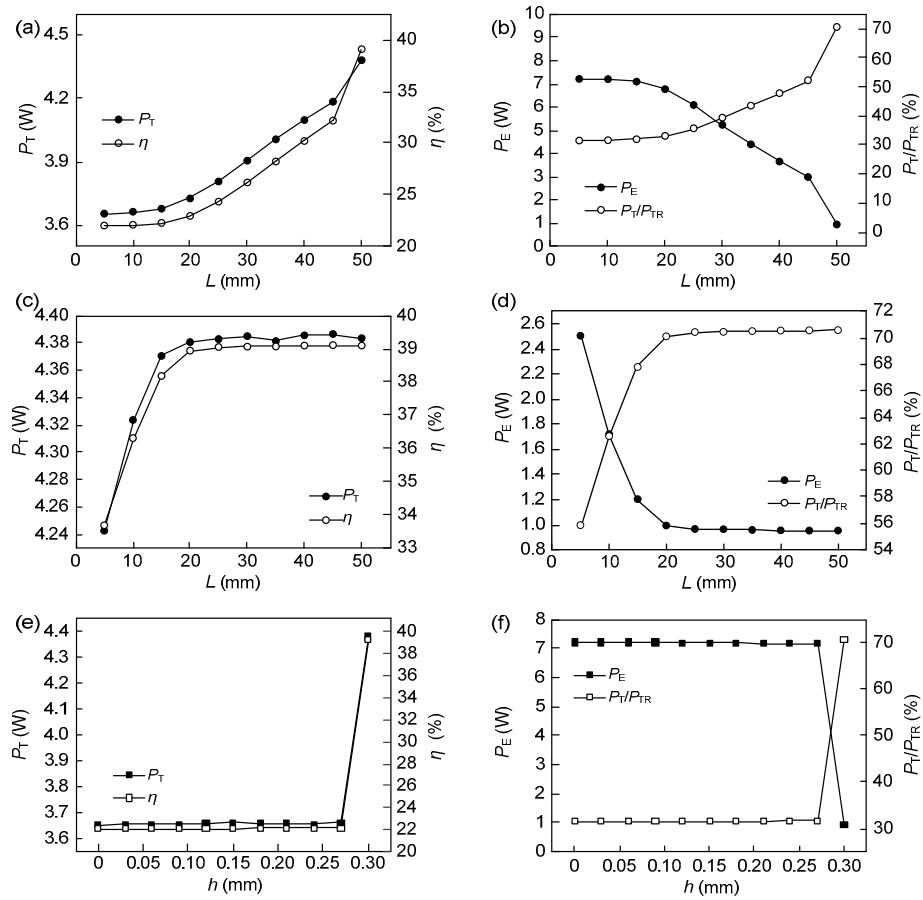 (a)
4.5
4.2
3.9
3.6
P_T (W)
40
35
30
25
20
η (%)
P_T
η
0 10 20 30 40 50
L (mm)
(b)
10
9
8
7
6
5
4
3
2
1
0
P_E (W)
70
60
50
40
30
20
10
0
P_T/P_TR (%)
P_E
P_T/P_TR
0 10 20 30 40 50
L (mm)
(c)
4.40
4.38
4.36
4.34
4.32
4.30
4.28
4.26
4.24
P_T (W)
40
39
38
37
36
35
34
33
η (%)
P_T
η
0 10 20 30 40 50
L (mm)
(d)
2.6
2.4
2.2
2.0
1.8
1.6
1.4
1.2
1.0
0.8
P_E (W)
72
70
68
66
64
62
60
58
56
54
P_T/P_TR (%)
P_E
P_T/P_TR
0 10 20 30 40 50
L (mm)
(e)
4.4
4.3
4.2
4.1
4.0
3.9
3.8
3.7
3.6
P_T (W)
40
38
36
34
32
30
28
26
24
22
20
η (%)
P_T
η
0 0.05 0.10 0.15 0.20 0.25 0.30
h (mm)
(f)
8
7
6
5
4
3
2
1
0
P_E (W)
70
60
50
40
30
P_T/P_TR (%)
P_E
P_T/P_TR
0 0.05 0.10 0.15 0.20 0.25 0.30
h (mm)